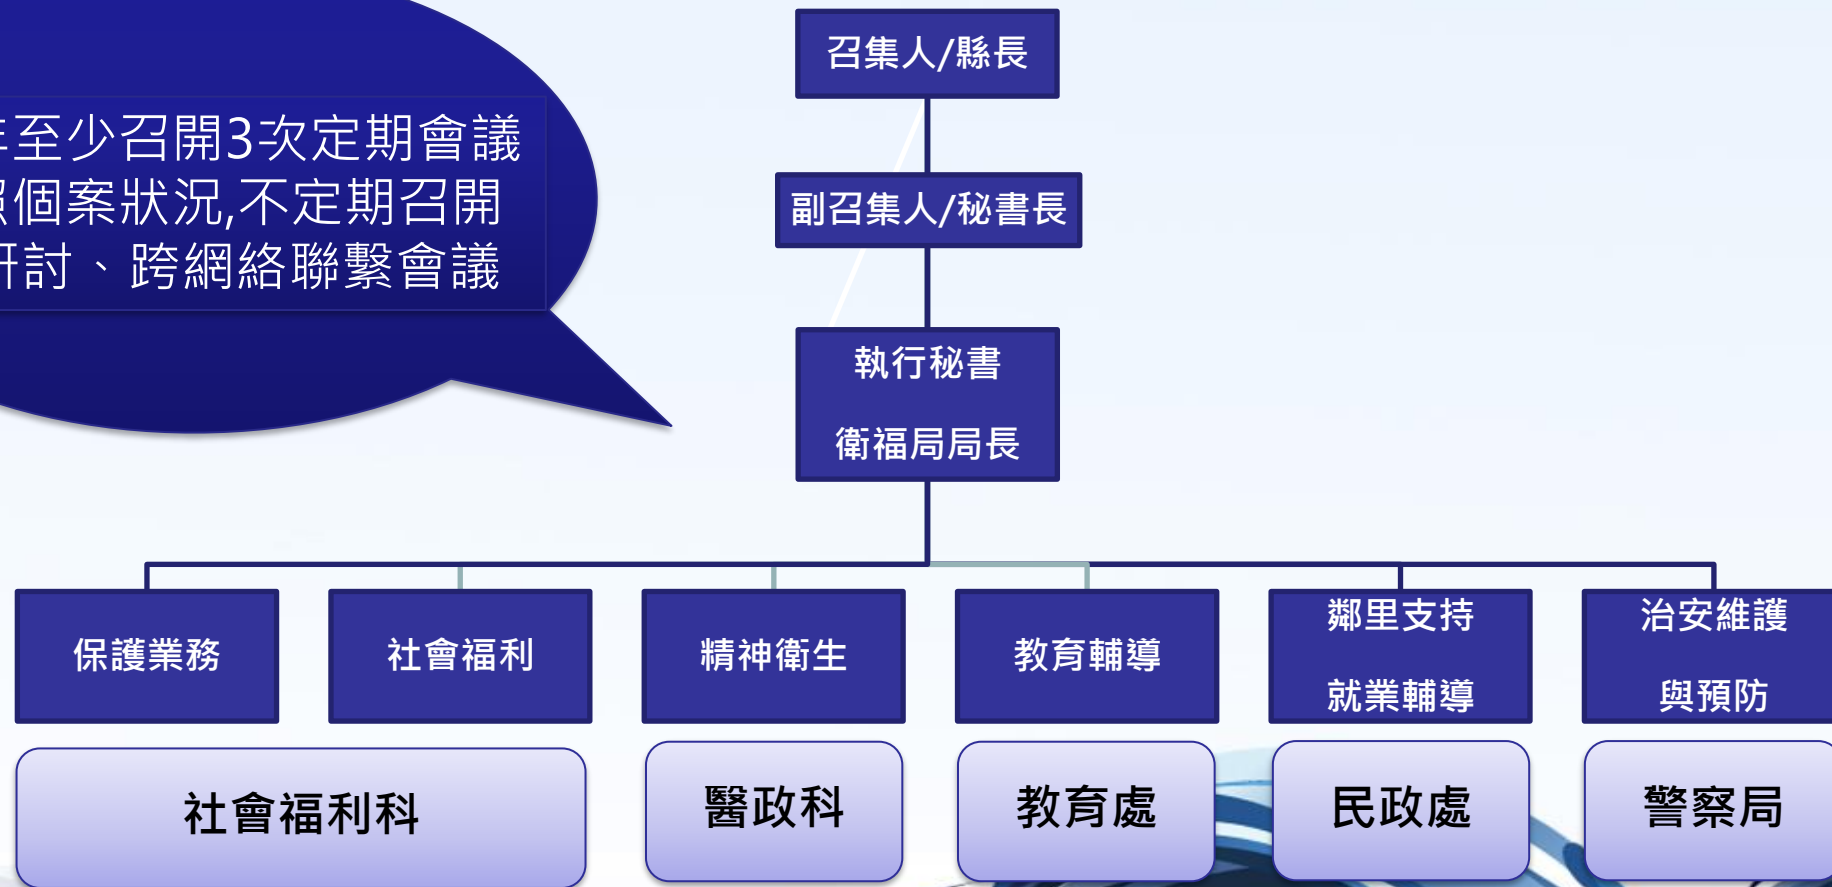 召集人/縣長
年至少召開3次定期會議
照個案狀況,不定期召開
研討、跨網絡聯繫會議
副召集人/秘書長
執行秘書
衛福局局長
保護業務
社會福利
精神衛生
教育輔導
鄰里支持
就業輔導
治安維護
與預防
社會福利科
醫政科
教育處
民政處
警察局